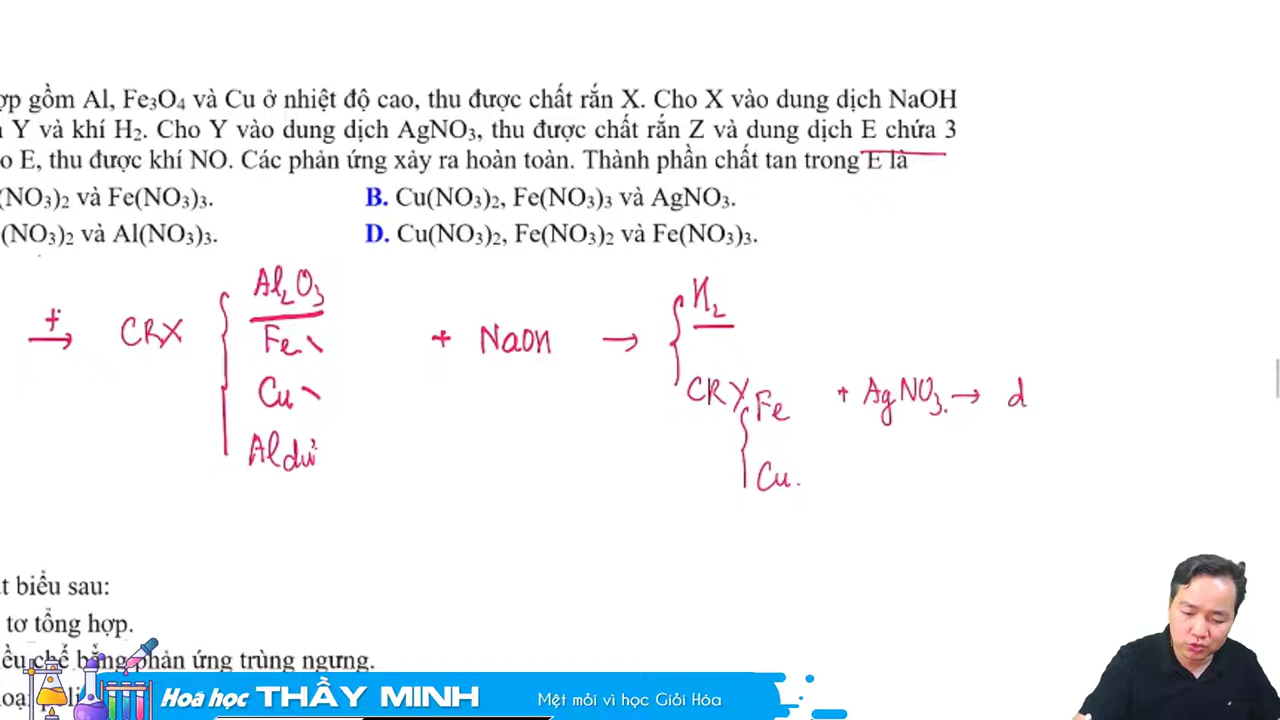 ợp gồm Al, Fe₃O₄ và Cu ở nhiệt độ cao, thu được chất rắn X. Cho X vào dung dịch NaOH
Y và khí H₂. Cho Y vào dung dịch AgNO₃, thu được chất rắn Z và dung dịch E chứa 3
o E, thu được khí NO. Các phản ứng xảy ra hoàn toàn. Thành phần chất tan trong E là
(NO₃)₂ và Fe(NO₃)₃.
B. Cu(NO₃)₂, Fe(NO₃)₃ và AgNO₃.
(NO₃)₂ và Al(NO₃)₃.
D. Cu(NO₃)₂, Fe(NO₃)₂ và Fe(NO₃)₃.
Al₂O₃
Fe
Cu
Al dư
CRX
+ NaOH →
H₂
CRY
Fe
Cu.
+ AgNO₃. → d
t biểu sau:
tơ tổng hợp.
ều chế bằng phản ứng trùng ngưng.
Hoá học THẦY MINH
Mệt mỏi vì học Giỏi Hóa